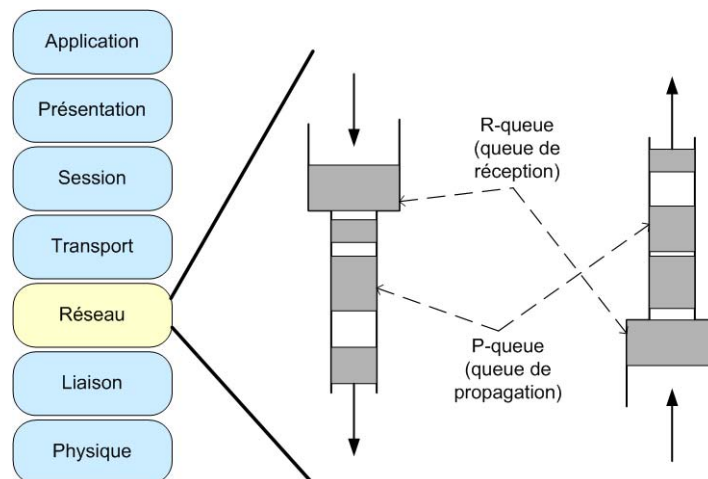 Application
Présentation
Session
Transport
Réseau
Liaison
Physique
R-queue
(queue de
réception)
P-queue
(queue de
propagation)